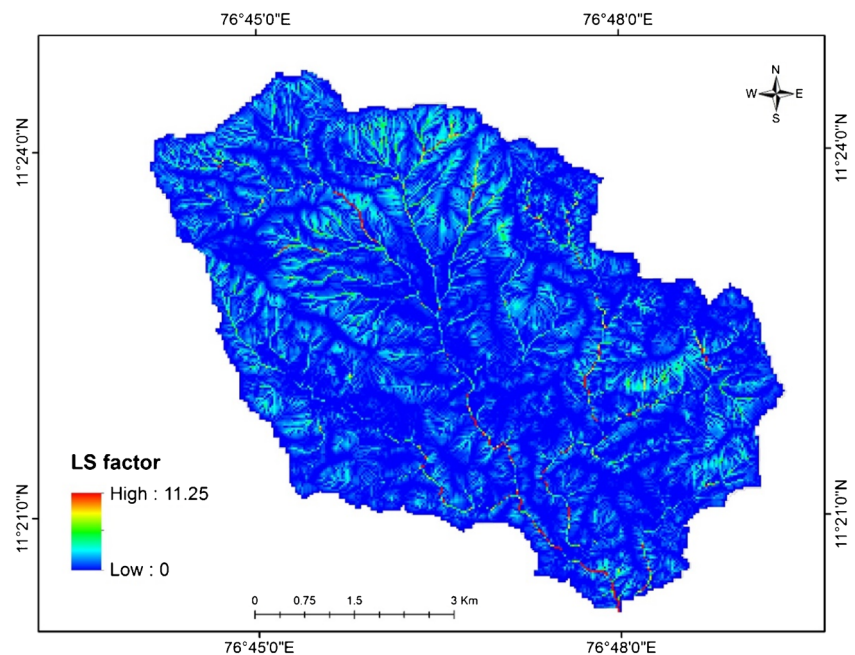 76°45'0"E 76°48'0"E
N
W E
S
11°24'0"N 11°24'0"N
LS factor
High : 11.25
Low : 0
11°21'0"N 11°21'0"N
0 0.75 1.5 3 Km
76°45'0"E 76°48'0"E